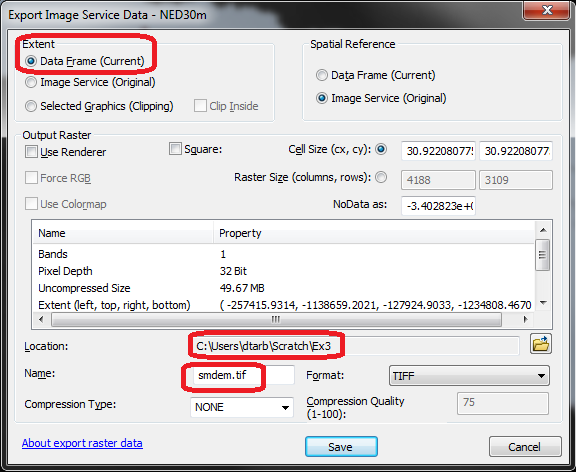 Export Image Service Data - NED30m
Extent
Data Frame (Current)
Image Service (Original)
Selected Graphics (Clipping)
Clip Inside
Spatial Reference
Data Frame (Current)
Image Service (Original)
Output Raster
Use Renderer
Square:
Cell Size (cx, cy):
30.92208077
30.92208077
Force RGB
Raster Size (columns, rows):
4188
3109
Use Colormap
NoData as:
-3.402823e+0
Name Property
Bands 1
Pixel Depth 32 Bit
Uncompressed Size 49.67 MB
Extent (left, top, right, bottom) ( -257415.9314, -1138659.2021, -127924.9033, -1234808.4670
Location:
C:\Users\dtarb\Scratch\Ex3
Name:
smdem.tif
Format:
TIFF
Compression Type:
NONE
Compression Quality
(1-100):
75
About export raster data
Save
Cancel